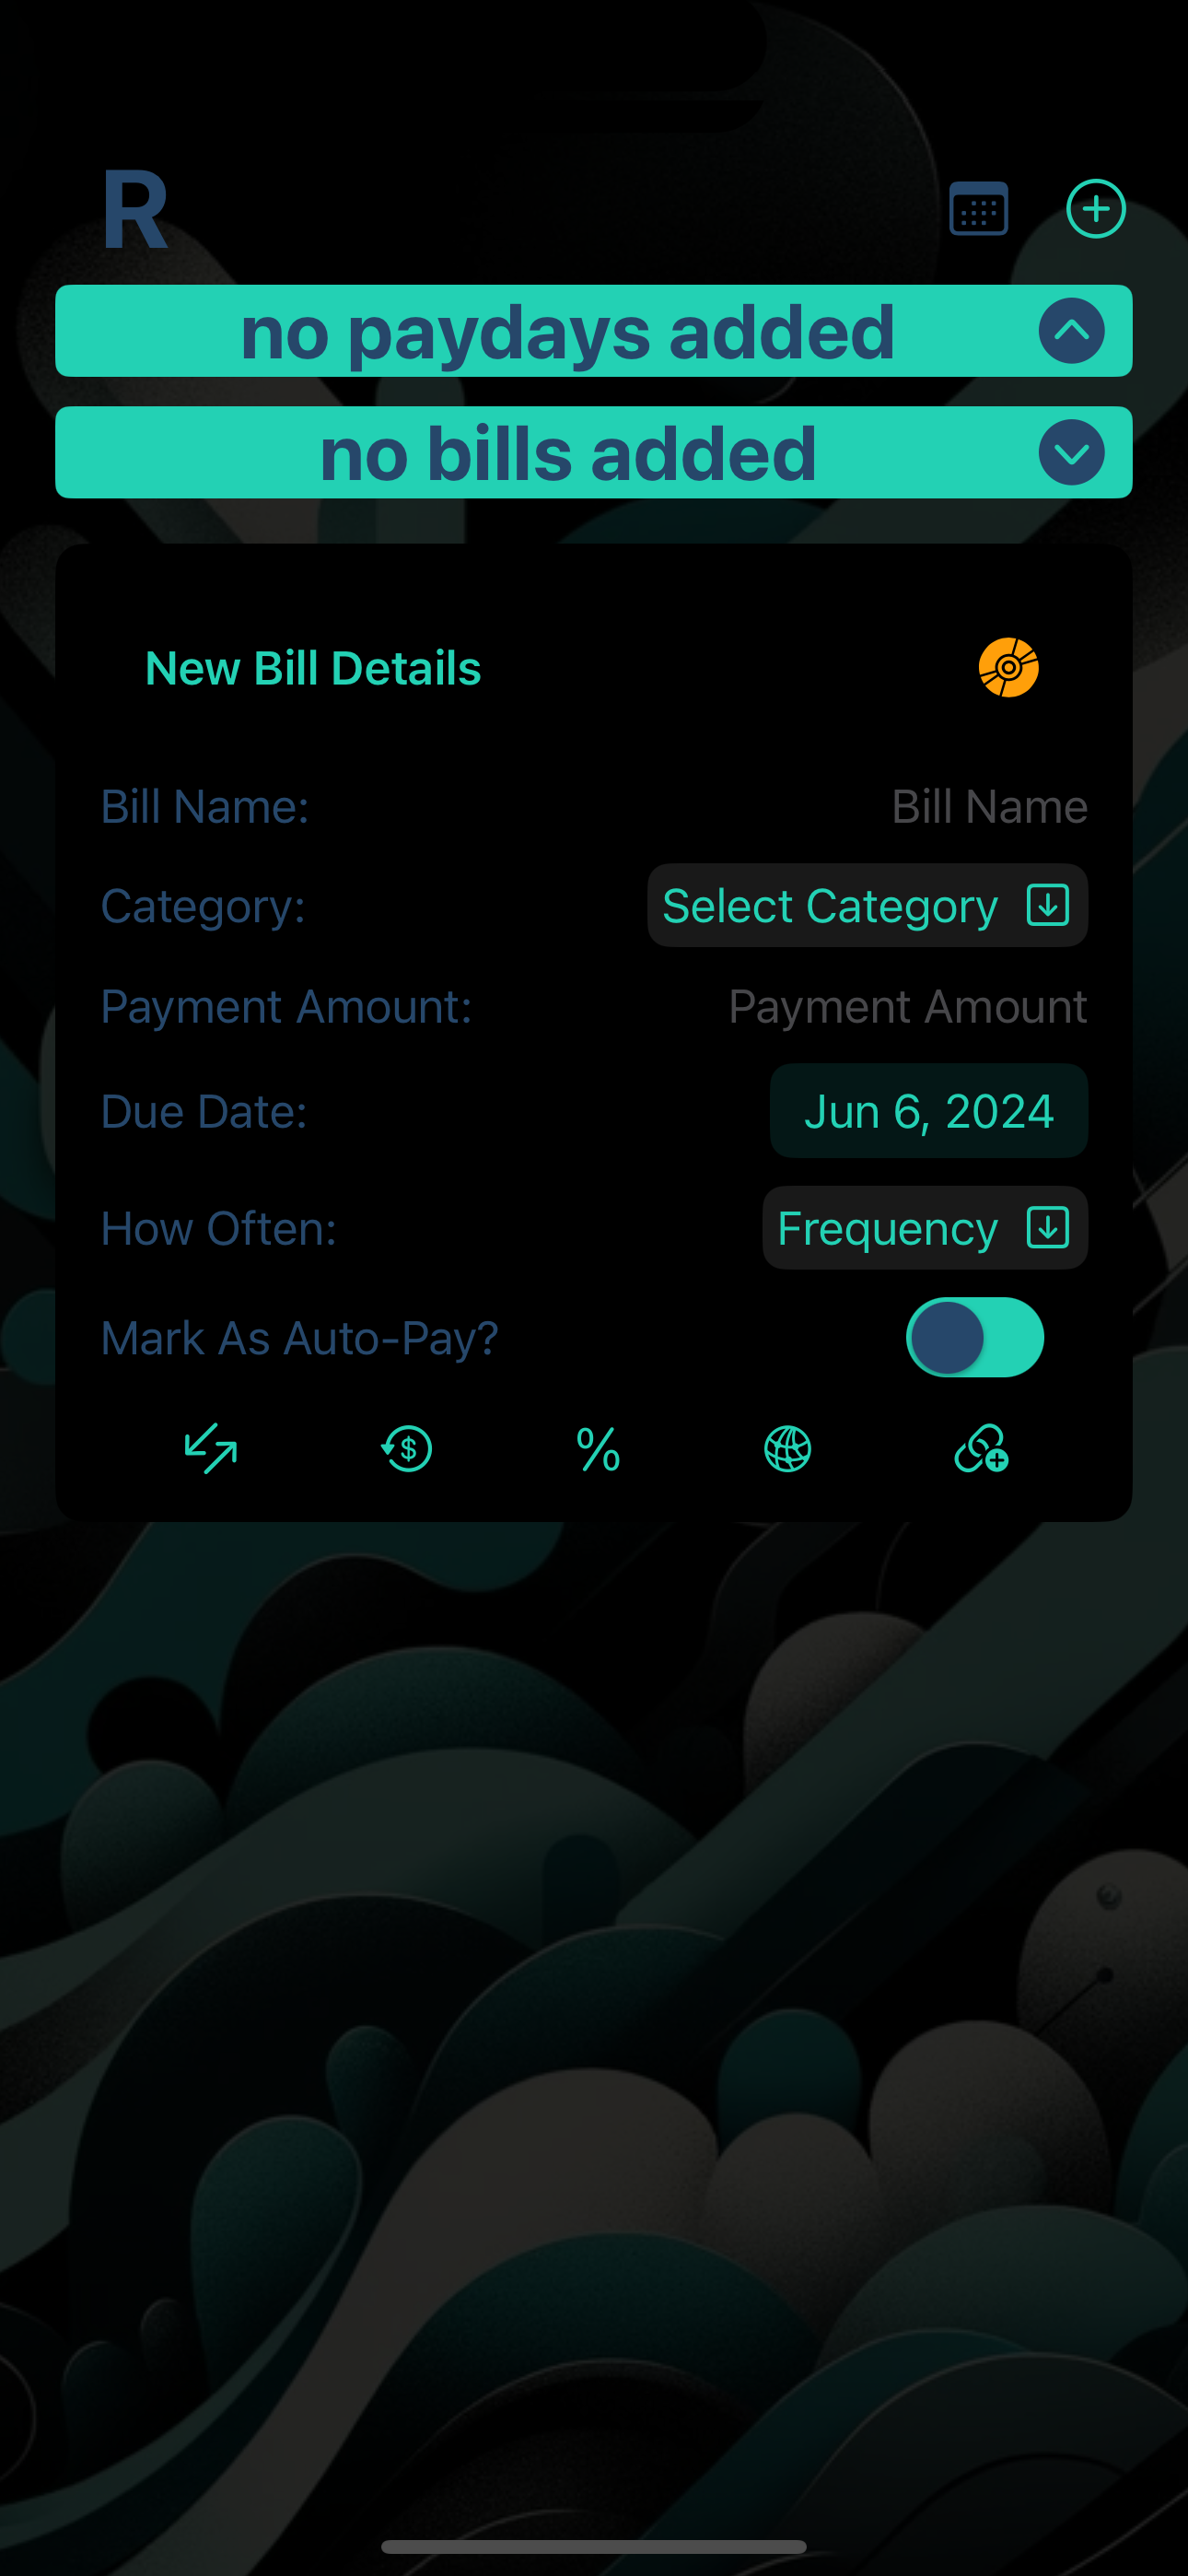 R
no paydays added
no bills added
New Bill Details
Bill Name: Bill Name
Category: Select Category
Payment Amount: Payment Amount
Due Date: Jun 6, 2024
How Often: Frequency
Mark As Auto-Pay?
$ %